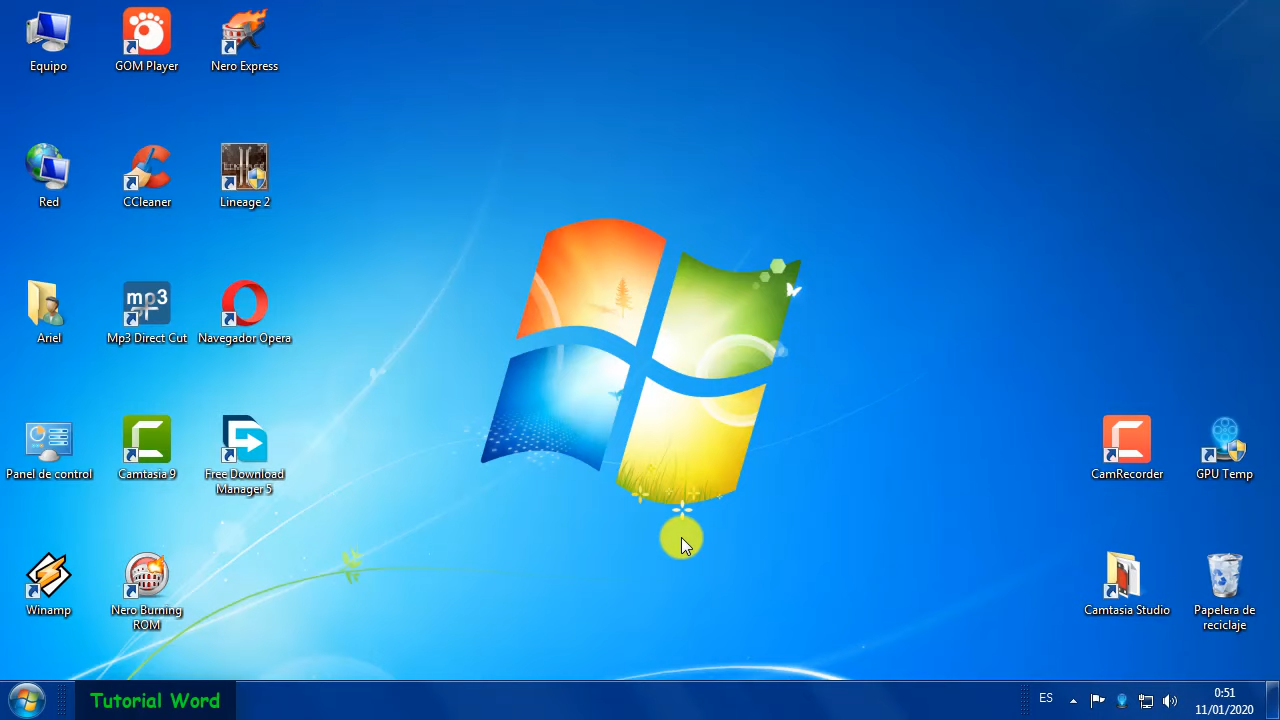 Equipo
GOM Player
Nero Express
Red
CCleaner
Lineage 2
Ariel
mp3
Mp3 Direct Cut
Navegador Opera
Panel de control
Camtasia 9
Free Download
Manager 5
CamRecorder
GPU Temp
Winamp
Nero Burning
ROM
Camtasia Studio
Papelera de
reciclaje
Tutorial Word
ES
0:51
11/01/2020